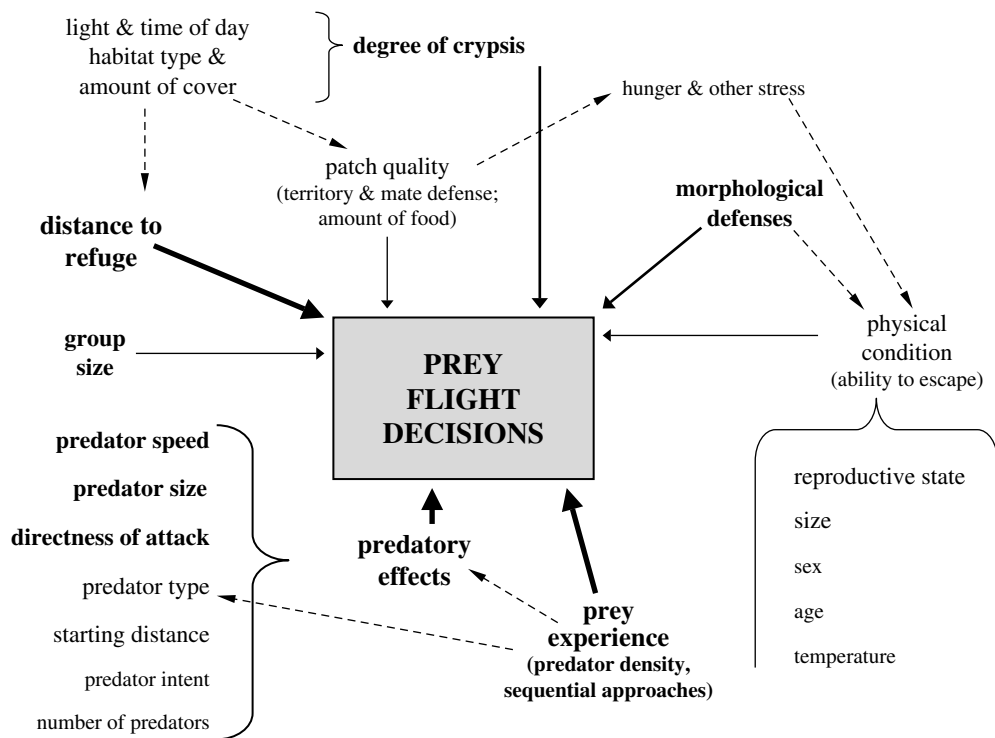 light & time of day
habitat type &
amount of cover
degree of crypsis
hunger & other stress
patch quality
(territory & mate defense;
amount of food)
morphological
defenses
distance to
refuge
group
size
physical
condition
(ability to escape)
PREY
FLIGHT
DECISIONS
predator speed
predator size
directness of attack
predator type
starting distance
predator intent
number of predators
predatory
effects
prey
experience
(predator density,
sequential approaches)
reproductive state
size
sex
age
temperature